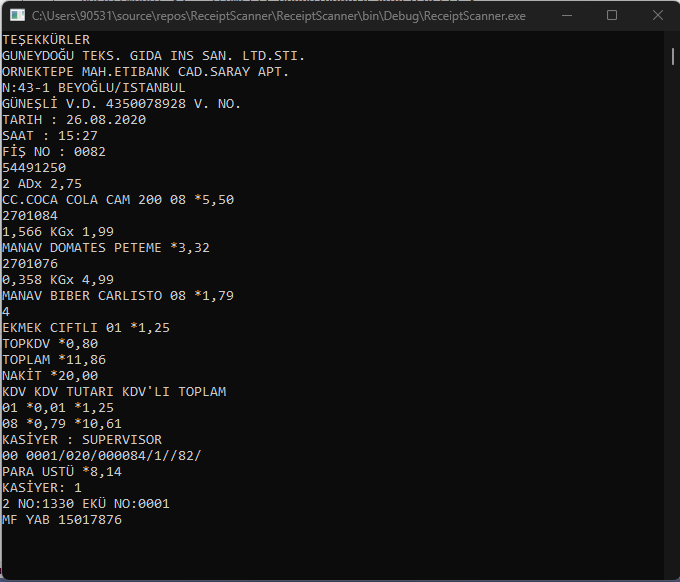 C:\Users\90531\source\repos\ReceiptScanner\ReceiptScanner\bin\Debug\ReceiptScanner.exe
TEŞEKKÜRLER
GUNEYDOĞU TEKS. GIDA INS SAN. LTD.STI.
ORNEKTEPE MAH.ETIBANK CAD.SARAY APT.
N:43-1 BEYOĞLU/ISTANBUL
GÜNEŞLİ V.D. 4350078928 V. NO.
TARIH : 26.08.2020
SAAT : 15:27
FİŞ NO : 0082
54491250
2 ADx 2,75
CC.COCA COLA CAM 200 08 *5,50
2701084
1,566 KGx 1,99
MANAV DOMATES PETEME *3,32
2701076
0,358 KGx 4,99
MANAV BIBER CARLISTO 08 *1,79
4
EKMEK CIFTLI 01 *1,25
TOPKDV *0,80
TOPLAM *11,86
NAKİT *20,00
KDV KDV TUTARI KDV'LI TOPLAM
01 *0,01 *1,25
08 *0,79 *10,61
KASİYER : SUPERVISOR
00 0001/020/000084/1//82/
PARA USTÜ *8,14
KASİYER: 1
2 NO:1330 EKÜ NO:0001
MF YAB 15017876